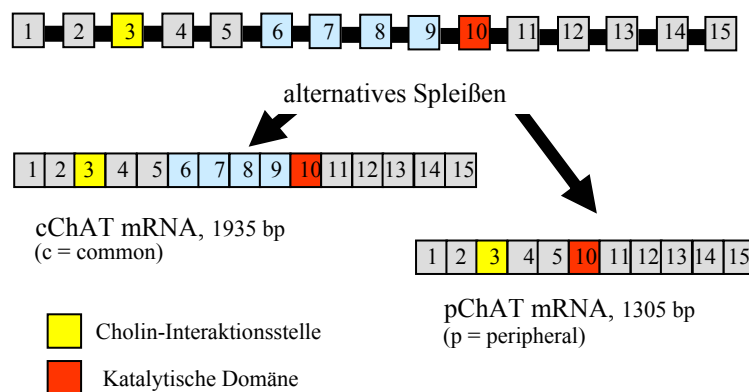 1 2 3 4 5 6 7 8 9 10 11 12 13 14 15
alternatives Spleißen
1 2 3 4 5 6 7 8 9 10 11 12 13 14 15
cChAT mRNA, 1935 bp
(c = common)
1 2 3 4 5 10 11 12 13 14 15
pChAT mRNA, 1305 bp
(p = peripheral)
Cholin-Interaktionsstelle
Katalytische Domäne